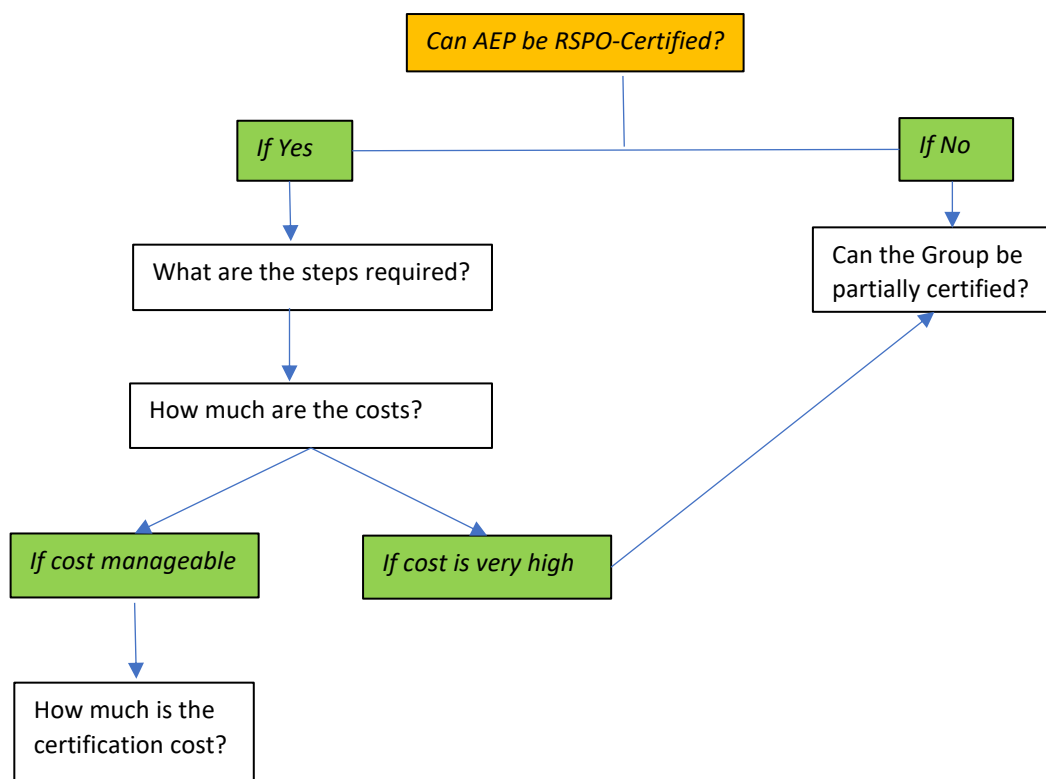 Can AEP be RSPO-Certified?
If Yes
If No
What are the steps required?
Can the Group be
partially certified?
How much are the costs?
If cost manageable
If cost is very high
How much is the
certification cost?